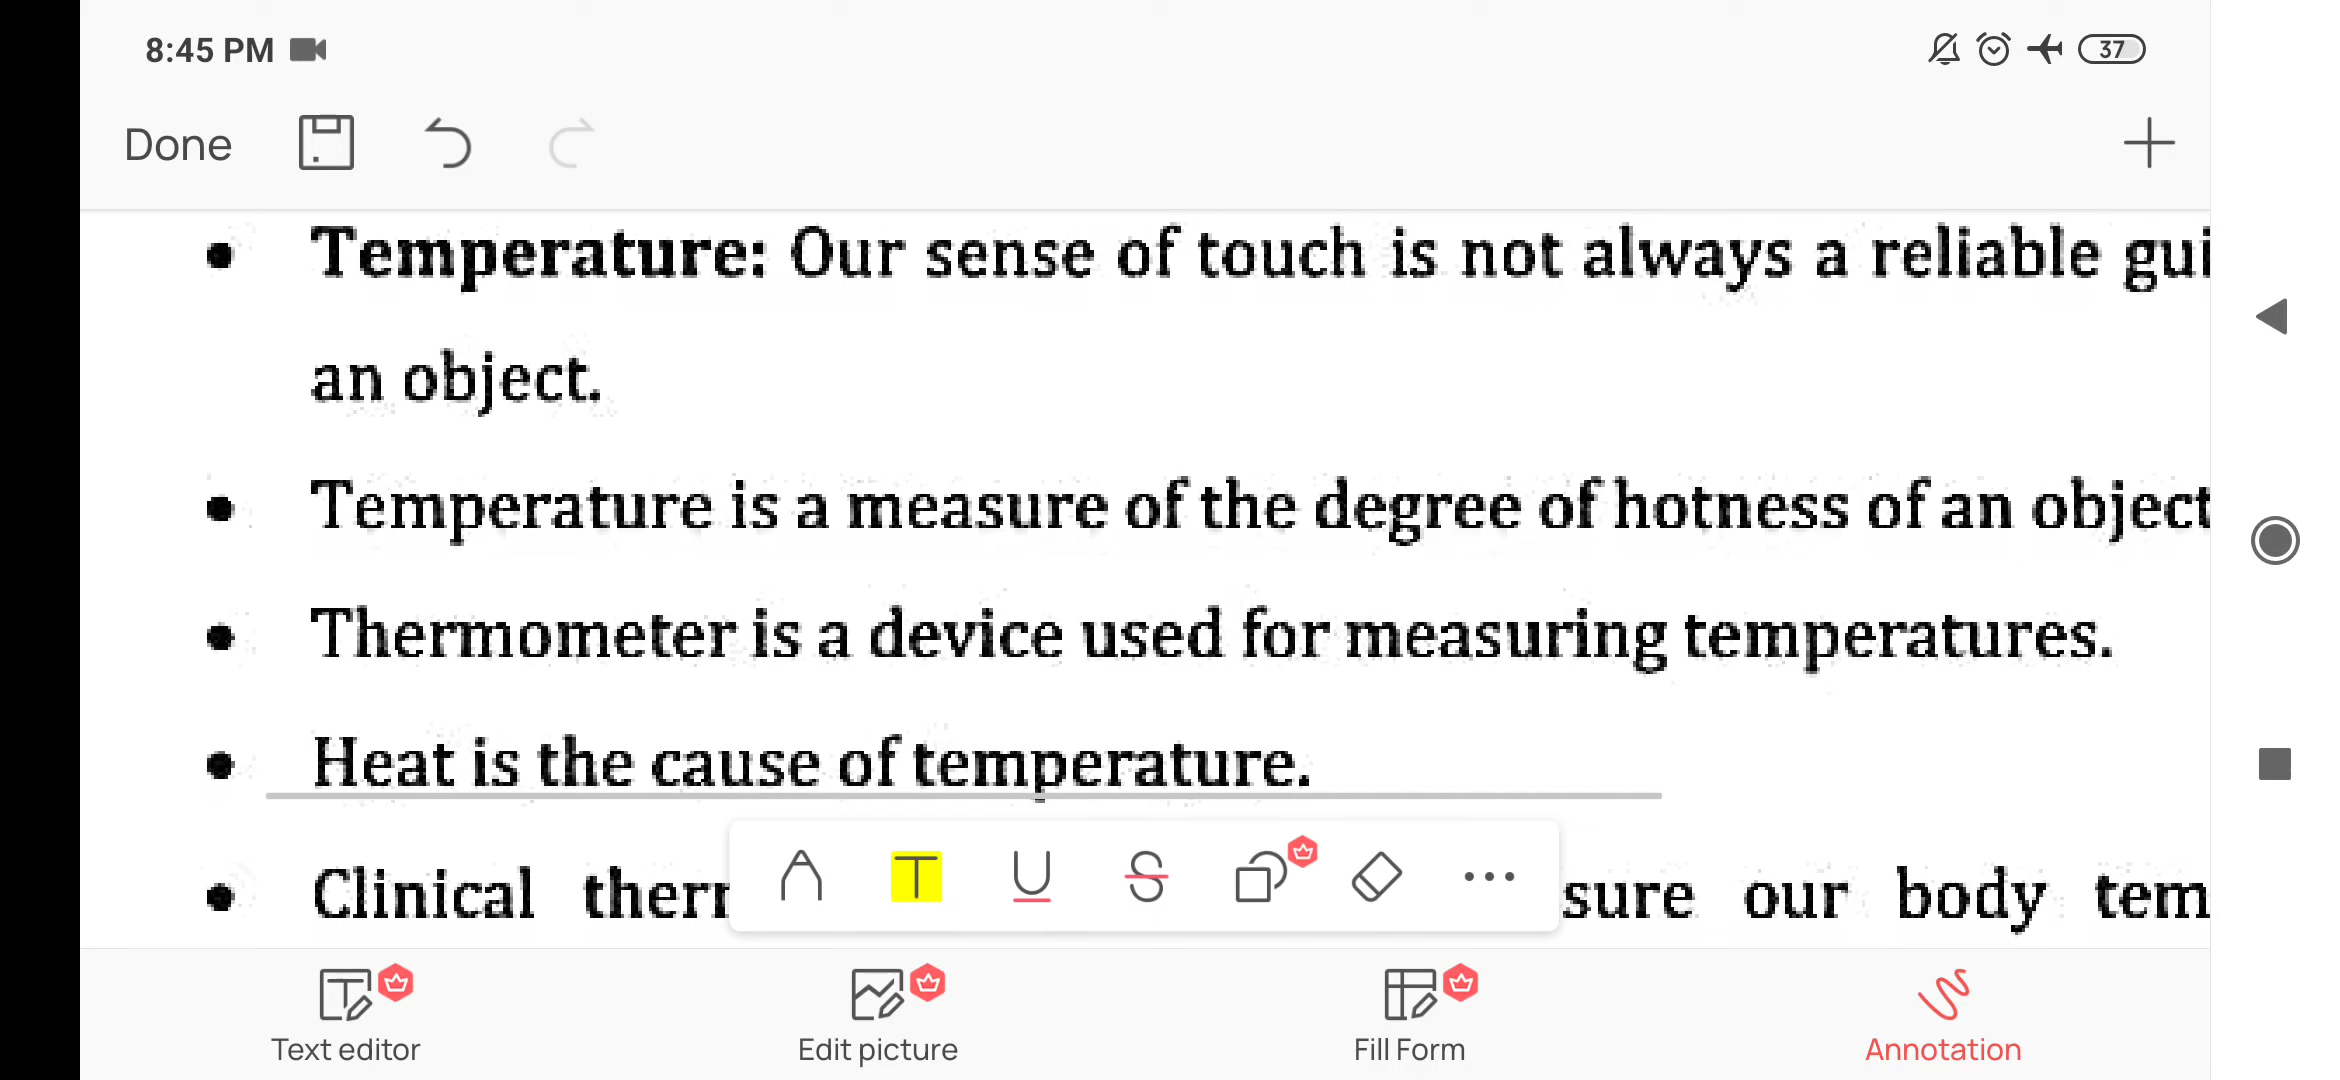 8:45 PM
37
Done
• Temperature: Our sense of touch is not always a reliable gui
an object.
• Temperature is a measure of the degree of hotness of an object
• Thermometer is a device used for measuring temperatures.
• Heat is the cause of temperature.
• Clinical ther sure our body tem
Text editor Edit picture Fill Form Annotation